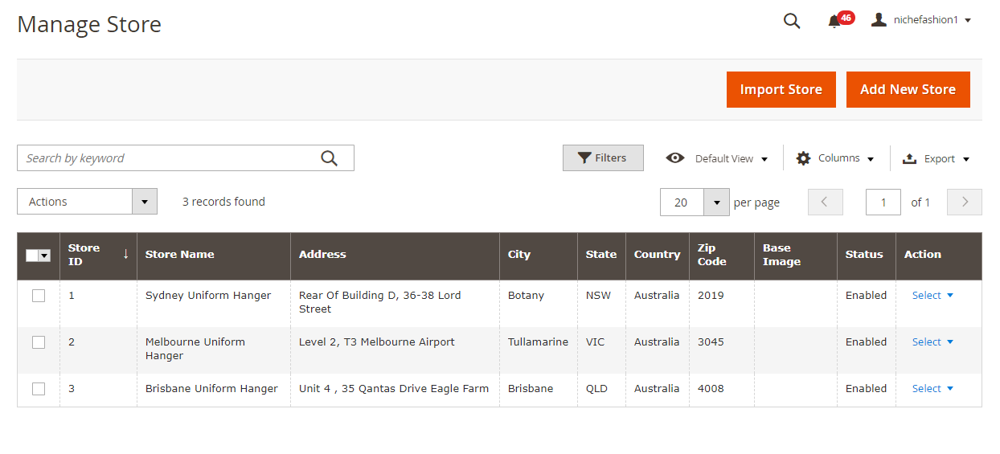 Manage Store
46
nichefashion1
Import Store
Add New Store
Search by keyword
Filters
Default View
Columns
Export
Actions
3 records found
20
per page
1
of 1
Store ID ↓ Store Name Address City State Country Zip Code Base Image Status Action
1 Sydney Uniform Hanger Rear Of Building D, 36-38 Lord Street Botany NSW Australia 2019 Enabled Select
2 Melbourne Uniform Hanger Level 2, T3 Melbourne Airport Tullamarine VIC Australia 3045 Enabled Select
3 Brisbane Uniform Hanger Unit 4 , 35 Qantas Drive Eagle Farm Brisbane QLD Australia 4008 Enabled Select